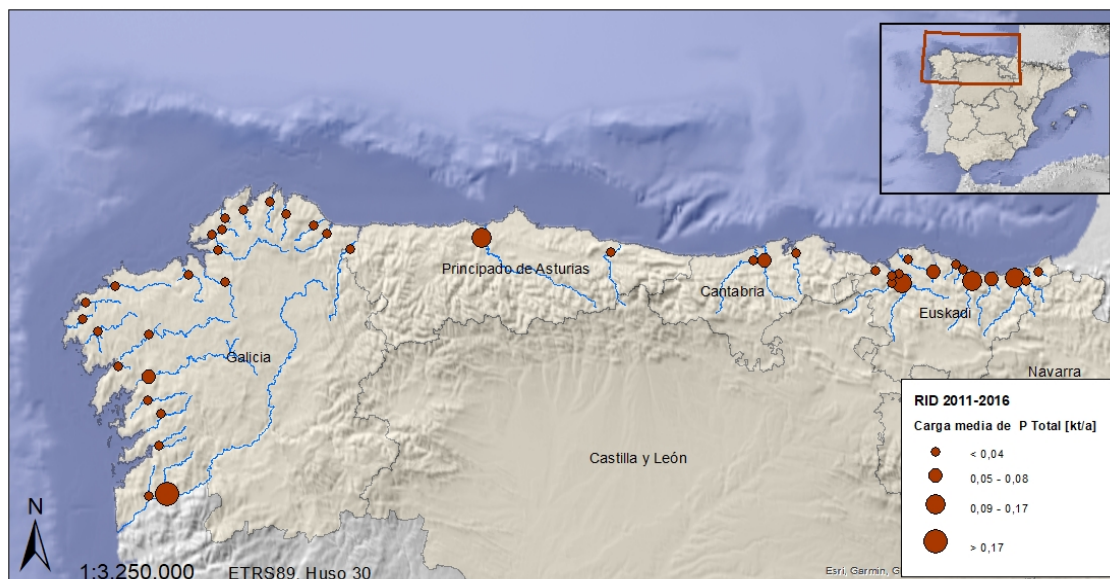 Principado de Asturias
Cantabria
Euskadi
Navarra
Galicia
Castilla y León
RID 2011-2016
Carga media de P Total [kt/a]
< 0,04
0,05 - 0,08
0,09 - 0,17
> 0,17
N
1:3.250.000
ETRS89, Huso 30
Esri, Garmin, G